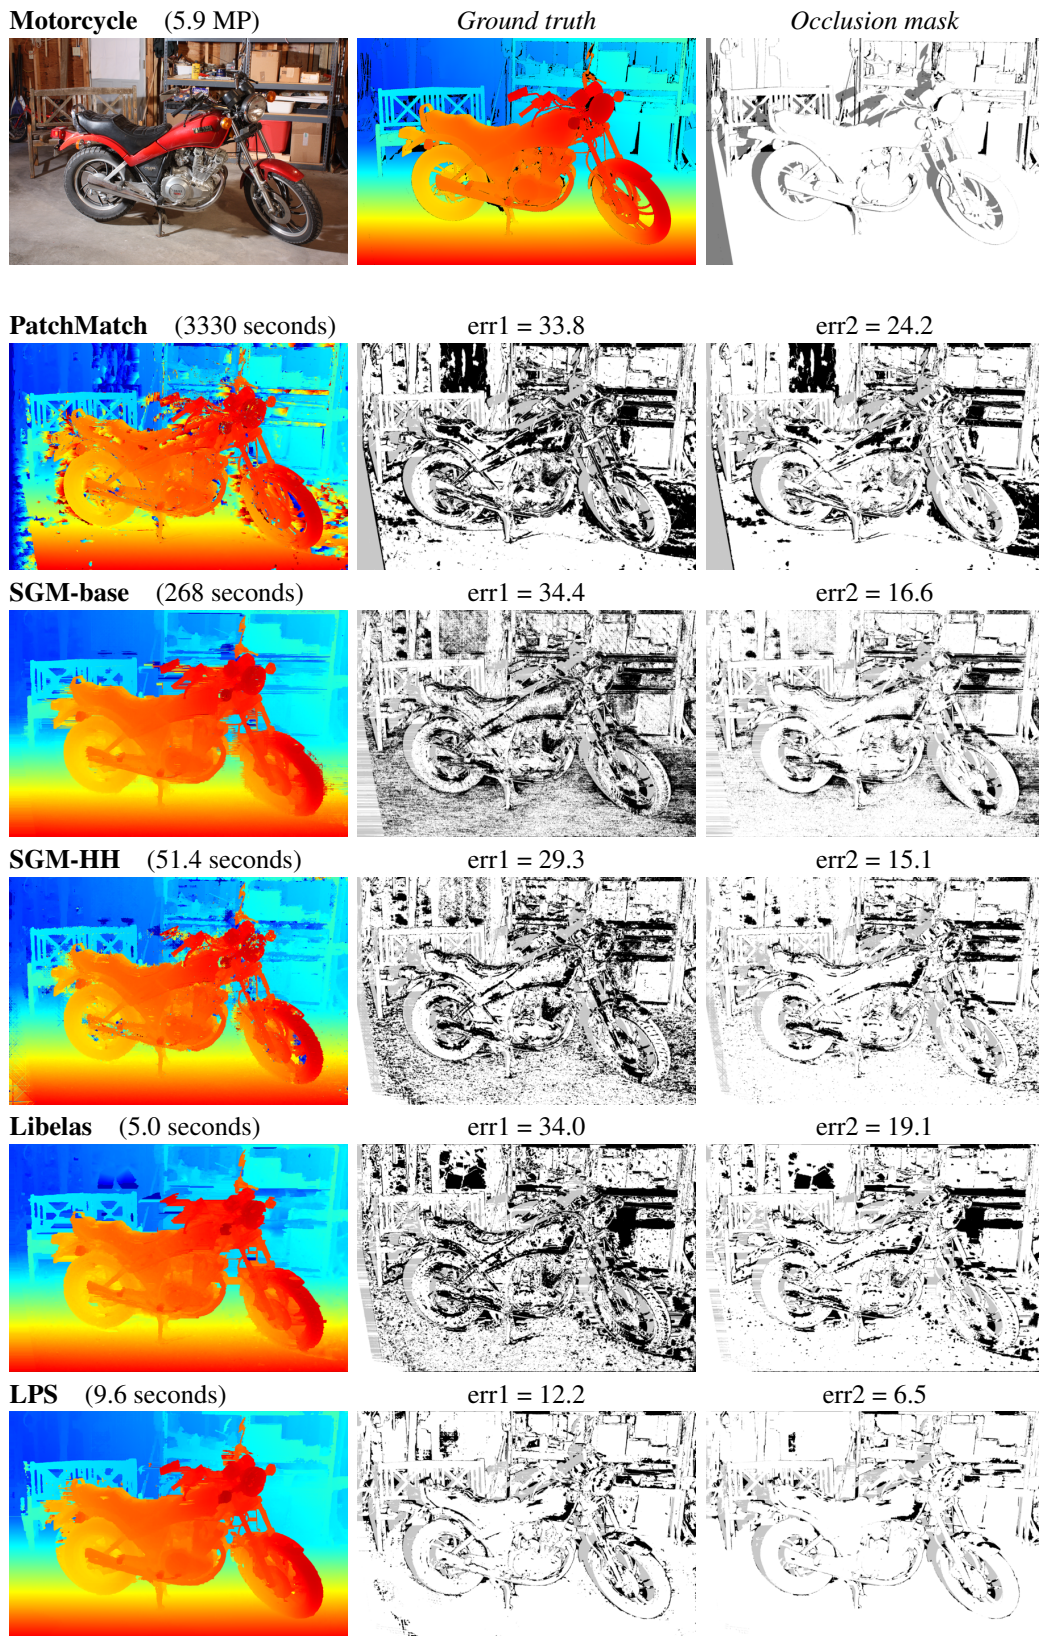 Motorcycle (5.9 MP) Ground truth Occlusion mask
PatchMatch (3330 seconds) err1 = 33.8 err2 = 24.2
SGM-base (268 seconds) err1 = 34.4 err2 = 16.6
SGM-HH (51.4 seconds) err1 = 29.3 err2 = 15.1
Libelas (5.0 seconds) err1 = 34.0 err2 = 19.1
LPS (9.6 seconds) err1 = 12.2 err2 = 6.5